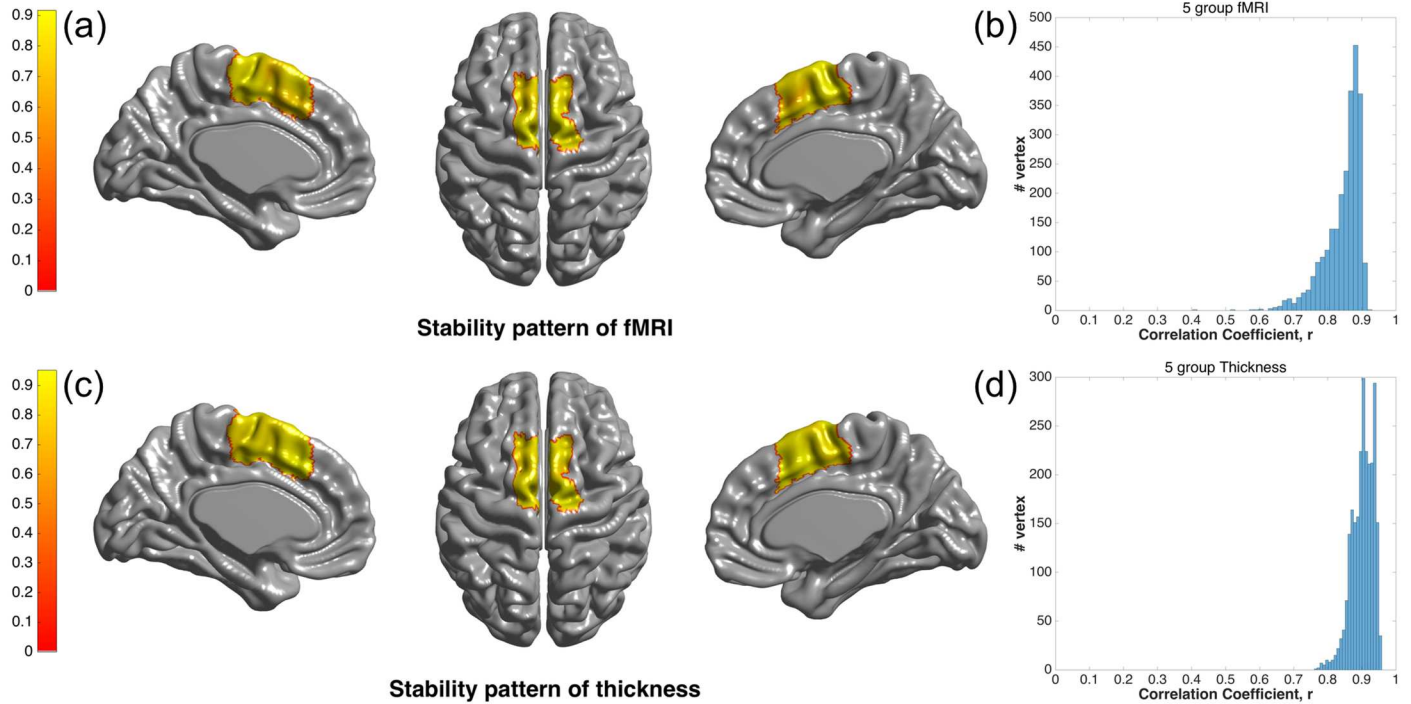 (a)
0.9
0.8
0.7
0.6
0.5
0.4
0.3
0.2
0.1
0
Stability pattern of fMRI
(b)
5 group fMRI
# vertex
500
450
400
350
300
250
200
150
100
50
0
0 0.1 0.2 0.3 0.4 0.5 0.6 0.7 0.8 0.9 1
Correlation Coefficient, r
(c)
0.9
0.8
0.7
0.6
0.5
0.4
0.3
0.2
0.1
0
Stability pattern of thickness
(d)
5 group Thickness
# vertex
300
250
200
150
100
50
0
0 0.1 0.2 0.3 0.4 0.5 0.6 0.7 0.8 0.9 1
Correlation Coefficient, r